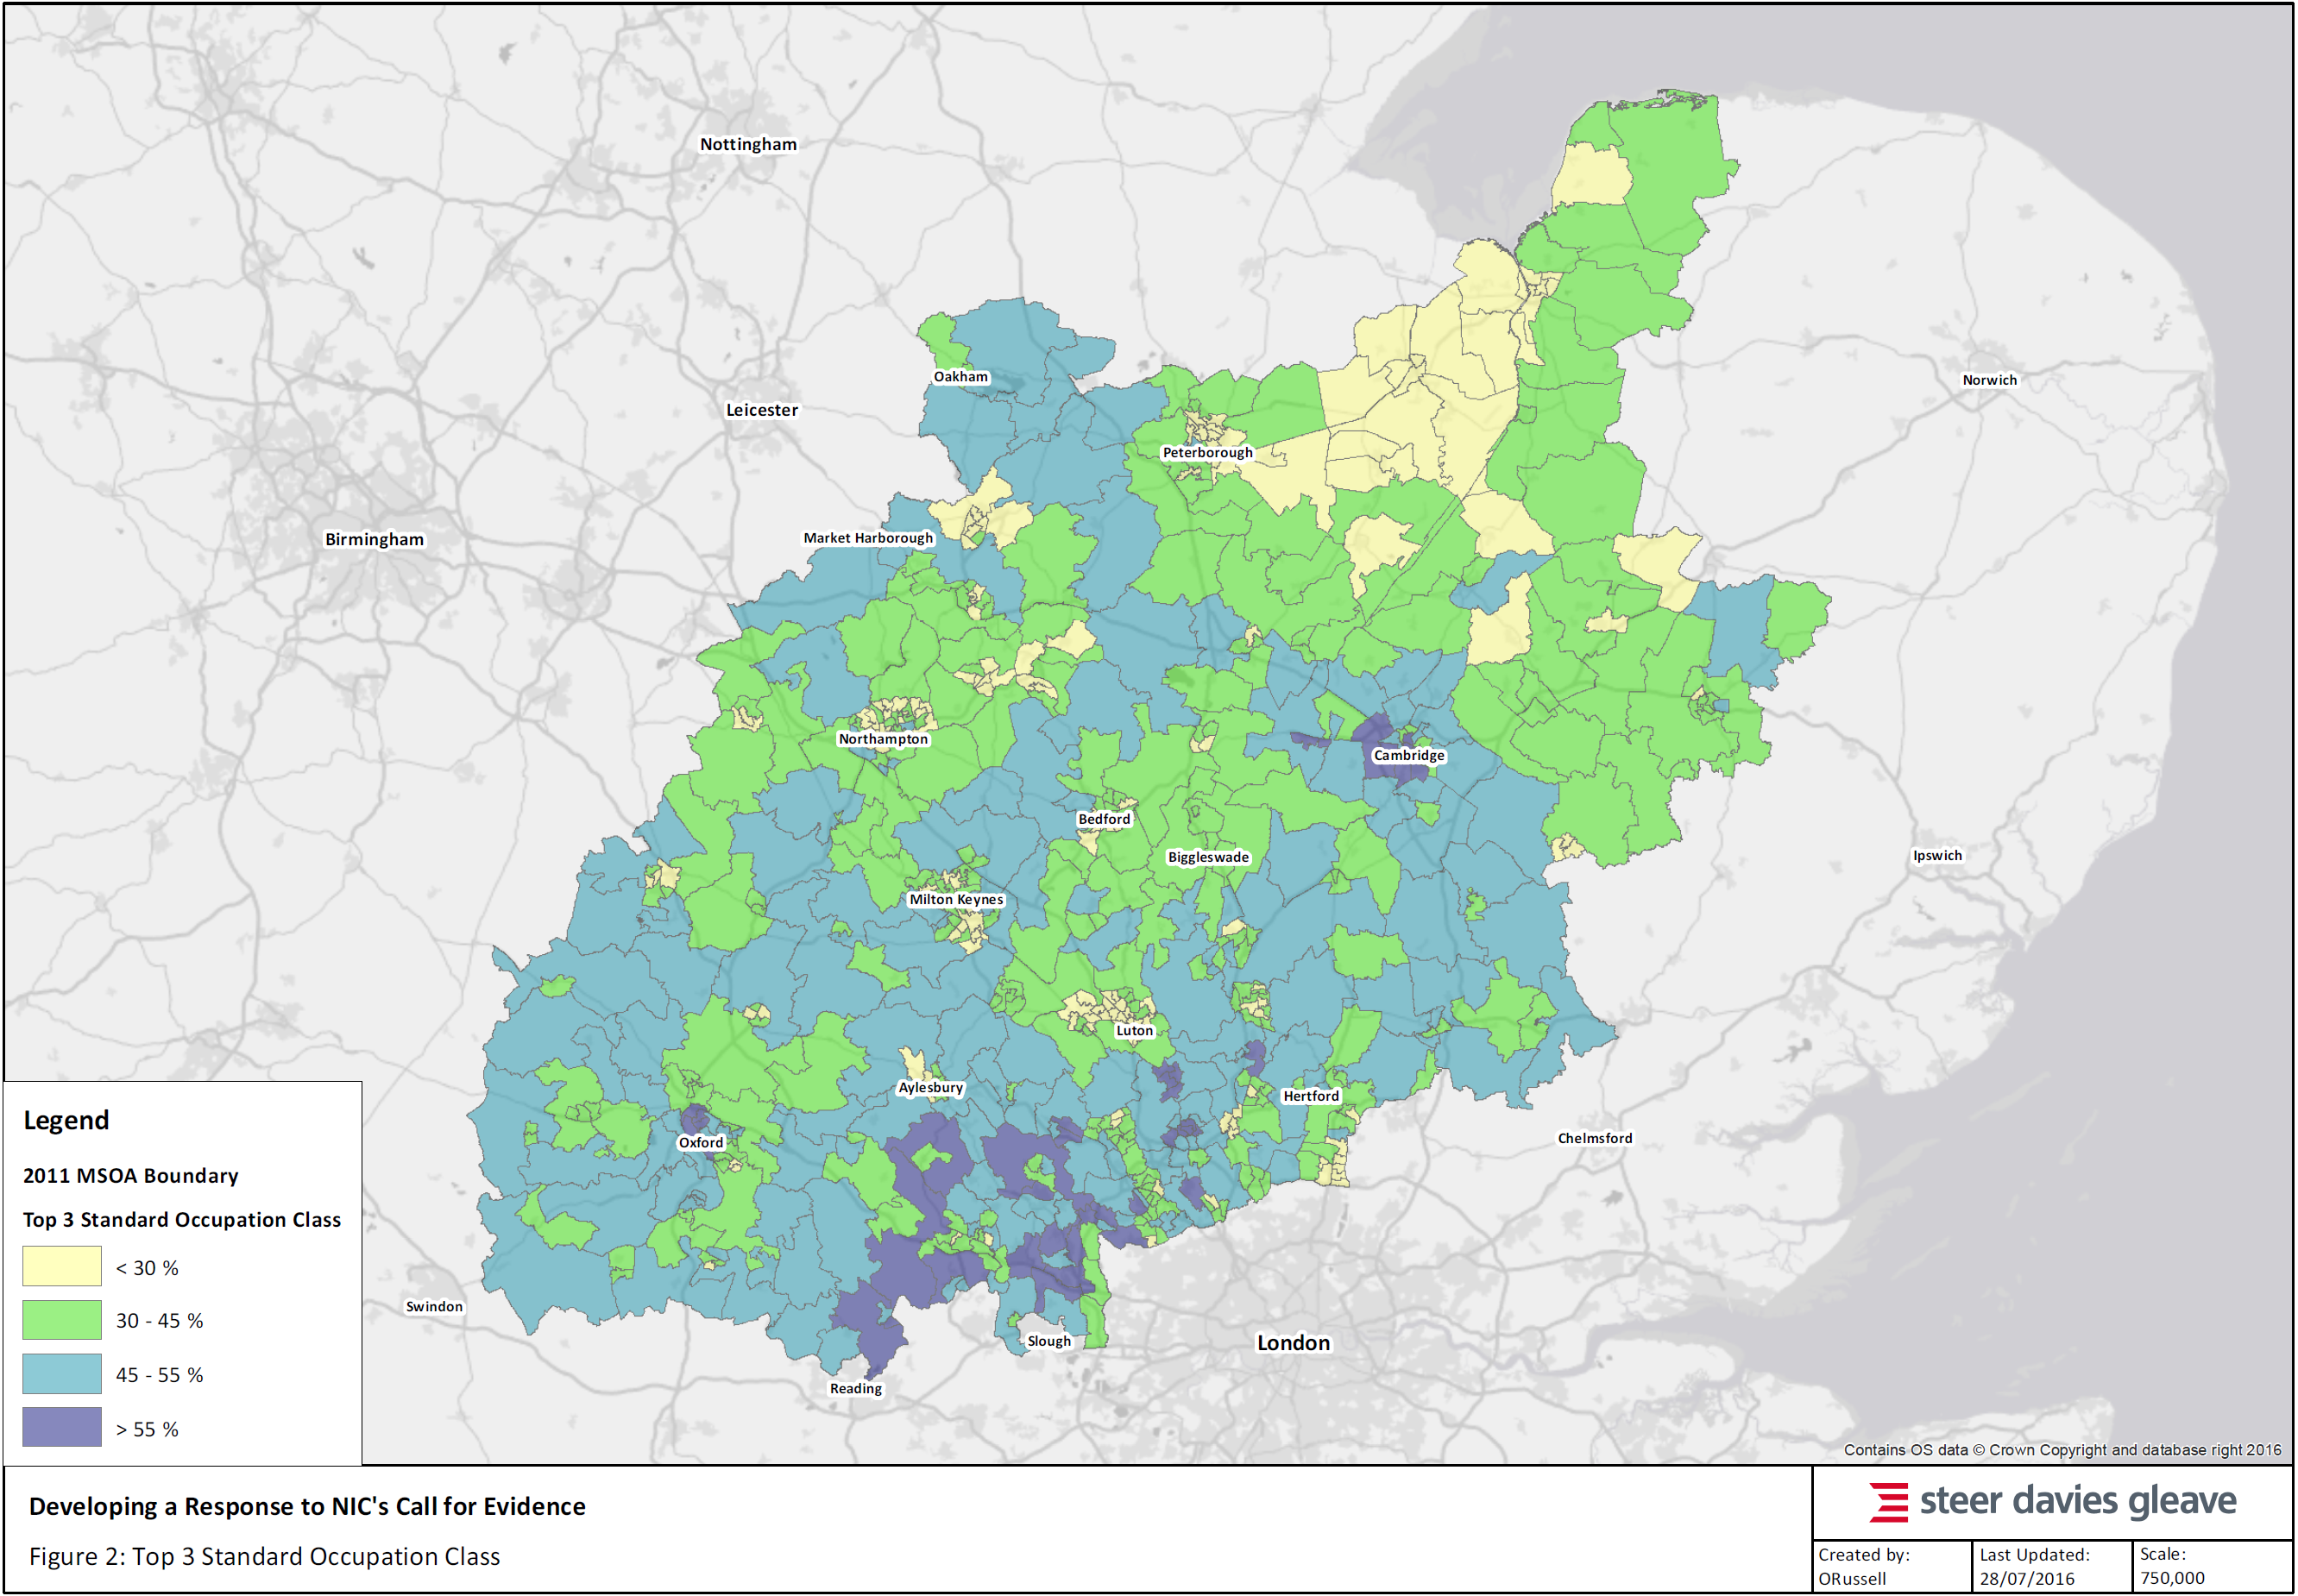 Nottingham
Norwich
Oakham
Leicester
Peterborough
Market Harborough
Birmingham
Northampton
Cambridge
Bedford
Biggleswade
Ipswich
Milton Keynes
Luton
Aylesbury
Hertford
Oxford
Chelmsford
Swindon
Slough
London
Reading
Legend
2011 MSOA Boundary
Top 3 Standard Occupation Class
< 30 %
30 - 45 %
45 - 55 %
> 55 %
Contains OS data © Crown Copyright and database right 2016
Developing a Response to NIC's Call for Evidence
Figure 2: Top 3 Standard Occupation Class
steer davies gleave
Created by:
ORussell
Last Updated:
28/07/2016
Scale:
750,000